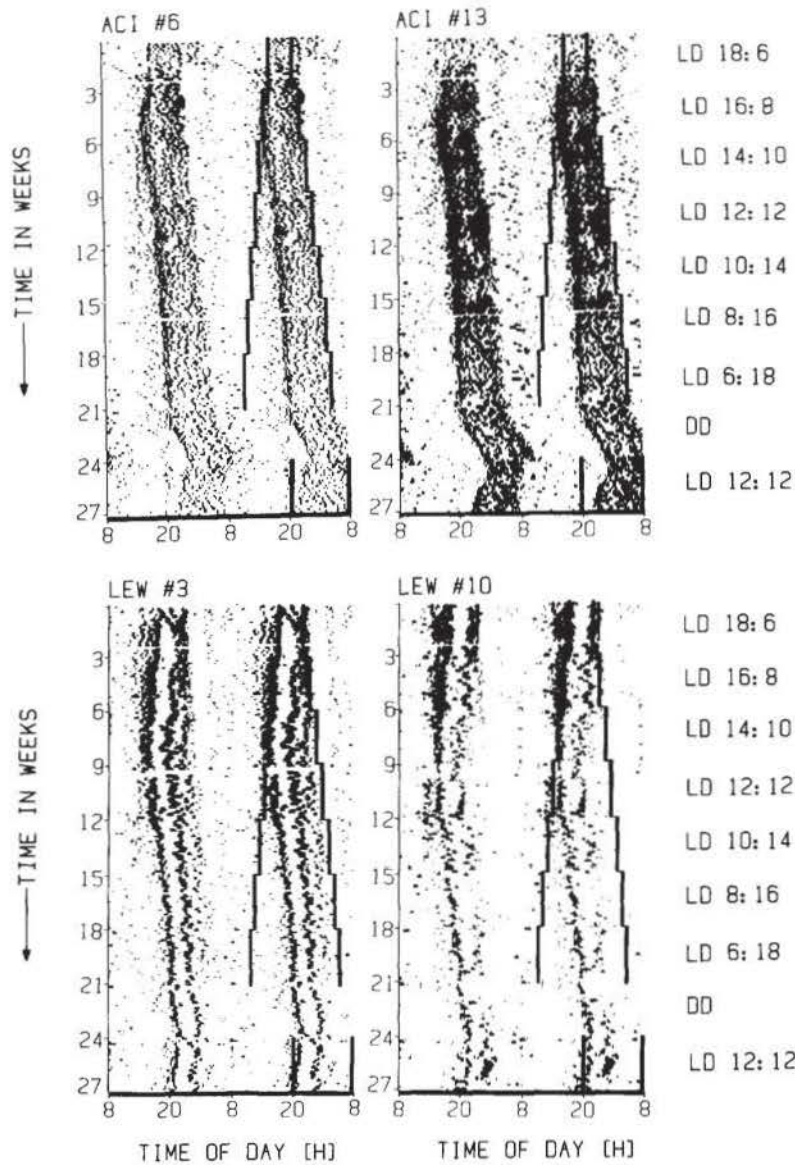 ACI #6
ACI #13
3
6
9
12
15
18
21
24
27
TIME IN WEEKS
8 20 8 20 8
8 20 8 20 8
LD 18:6
LD 16:8
LD 14:10
LD 12:12
LD 10:14
LD 8:16
LD 6:18
DD
LD 12:12
LEW #3
LEW #10
3
6
9
12
15
18
21
24
27
TIME IN WEEKS
8 20 8 20 8
8 20 8 20 8
TIME OF DAY [H]
TIME OF DAY [H]
LD 18:6
LD 16:8
LD 14:10
LD 12:12
LD 10:14
LD 8:16
LD 6:18
DD
LD 12:12